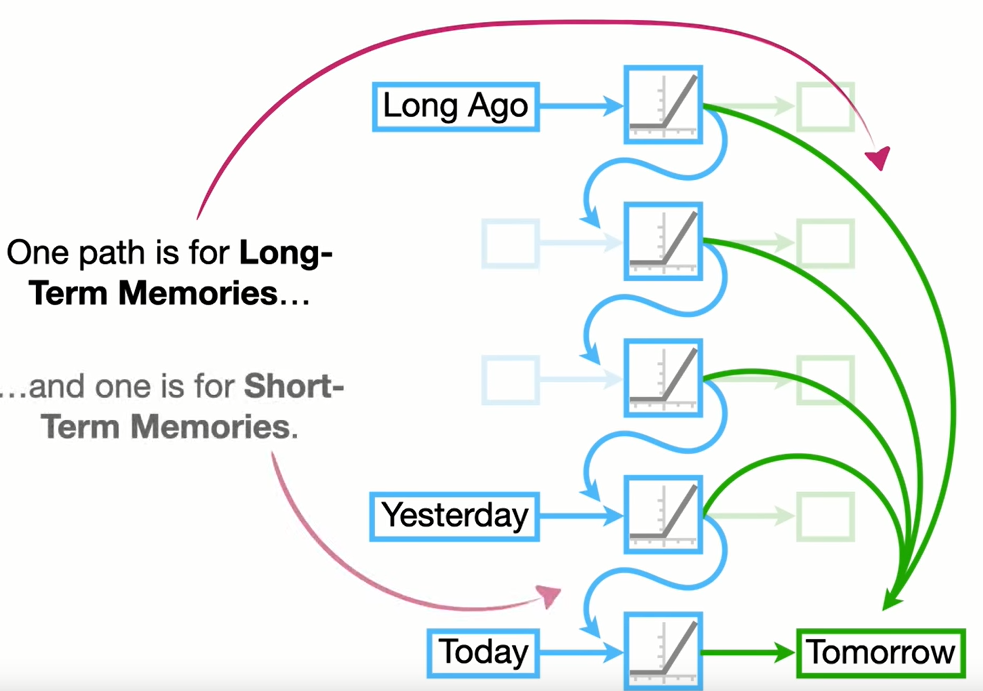 Long Ago
One path is for Long-
Term Memories…
…and one is for Short-
Term Memories.
Yesterday
Today
Tomorrow